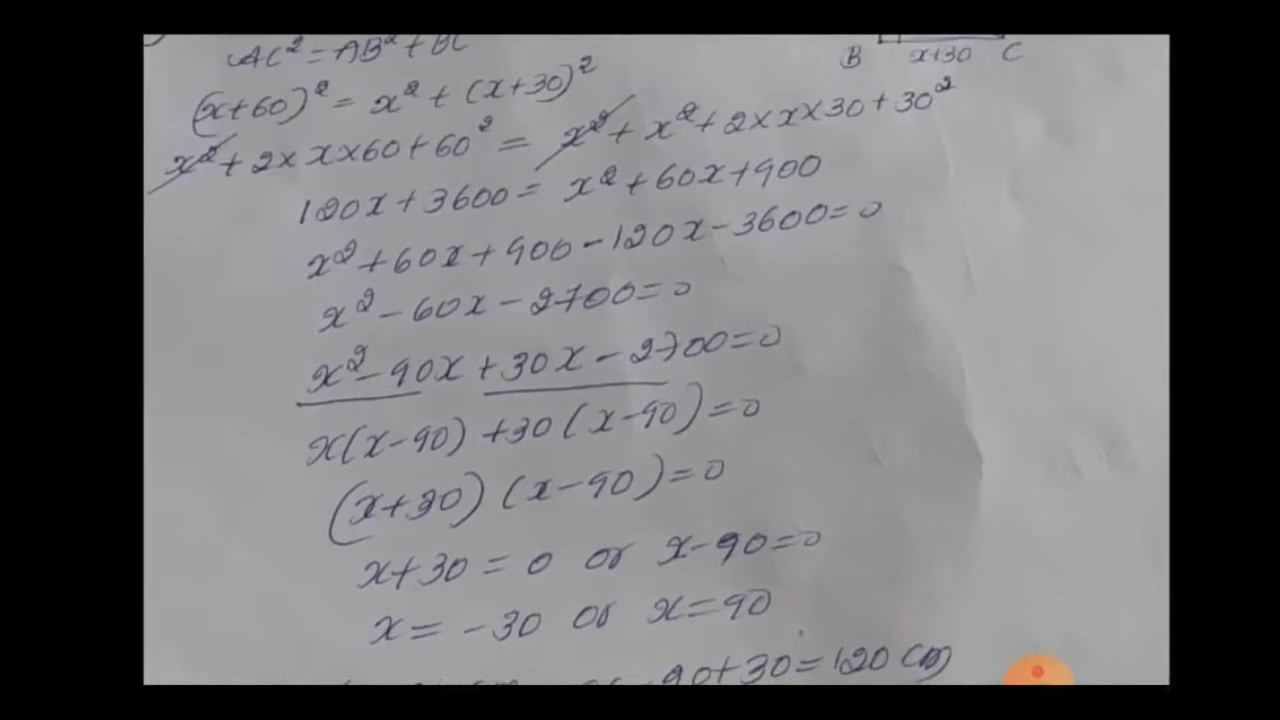 AC² = AB² + BC
B x+30 C
(x+60)² = x² + (x+30)²
x² + 2×x×60+60² = x² + x² + 2×x×30+30²
120x+3600 = x²+60x+900
x²+60x+900-120x-3600=0
x²-60x-2700=0
x²-90x+30x-2700=0
x(x-90)+30(x-90)=0
(x+30)(x-90)=0
x+30=0 or x-90=0
x=-30 or x=90
90+30=120 cm